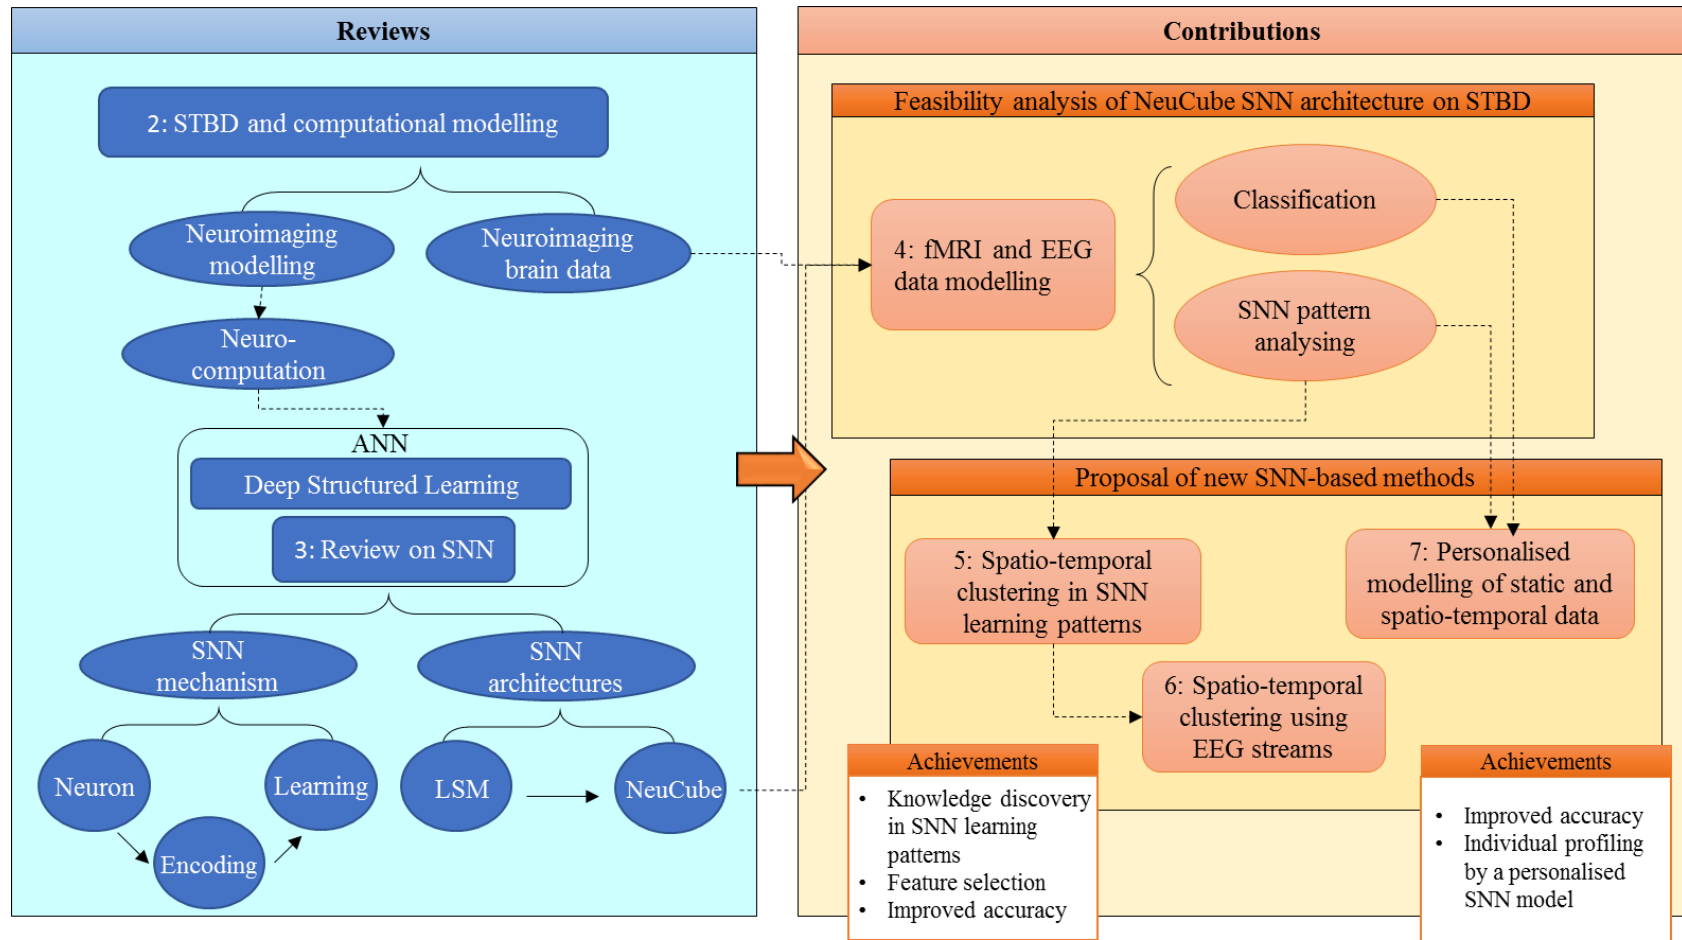 Reviews
2: STBD and computational modelling
Neuroimaging
modelling
Neuroimaging
brain data
Neuro-
computation
ANN
Deep Structured Learning
3: Review on SNN
SNN
mechanism
SNN
architectures
Neuron
Learning
LSM
NeuCube
Encoding
Contributions
Feasibility analysis of NeuCube SNN architecture on STBD
4: fMRI and EEG
data modelling
Classification
SNN pattern
analysing
Proposal of new SNN-based methods
5: Spatio-temporal
clustering in SNN
learning patterns
7: Personalised
modelling of static and
spatio-temporal data
6: Spatio-temporal
clustering using
EEG streams
Achievements
• Knowledge discovery
in SNN learning
patterns
• Feature selection
• Improved accuracy
Achievements
• Improved accuracy
• Individual profiling
by a personalised
SNN model